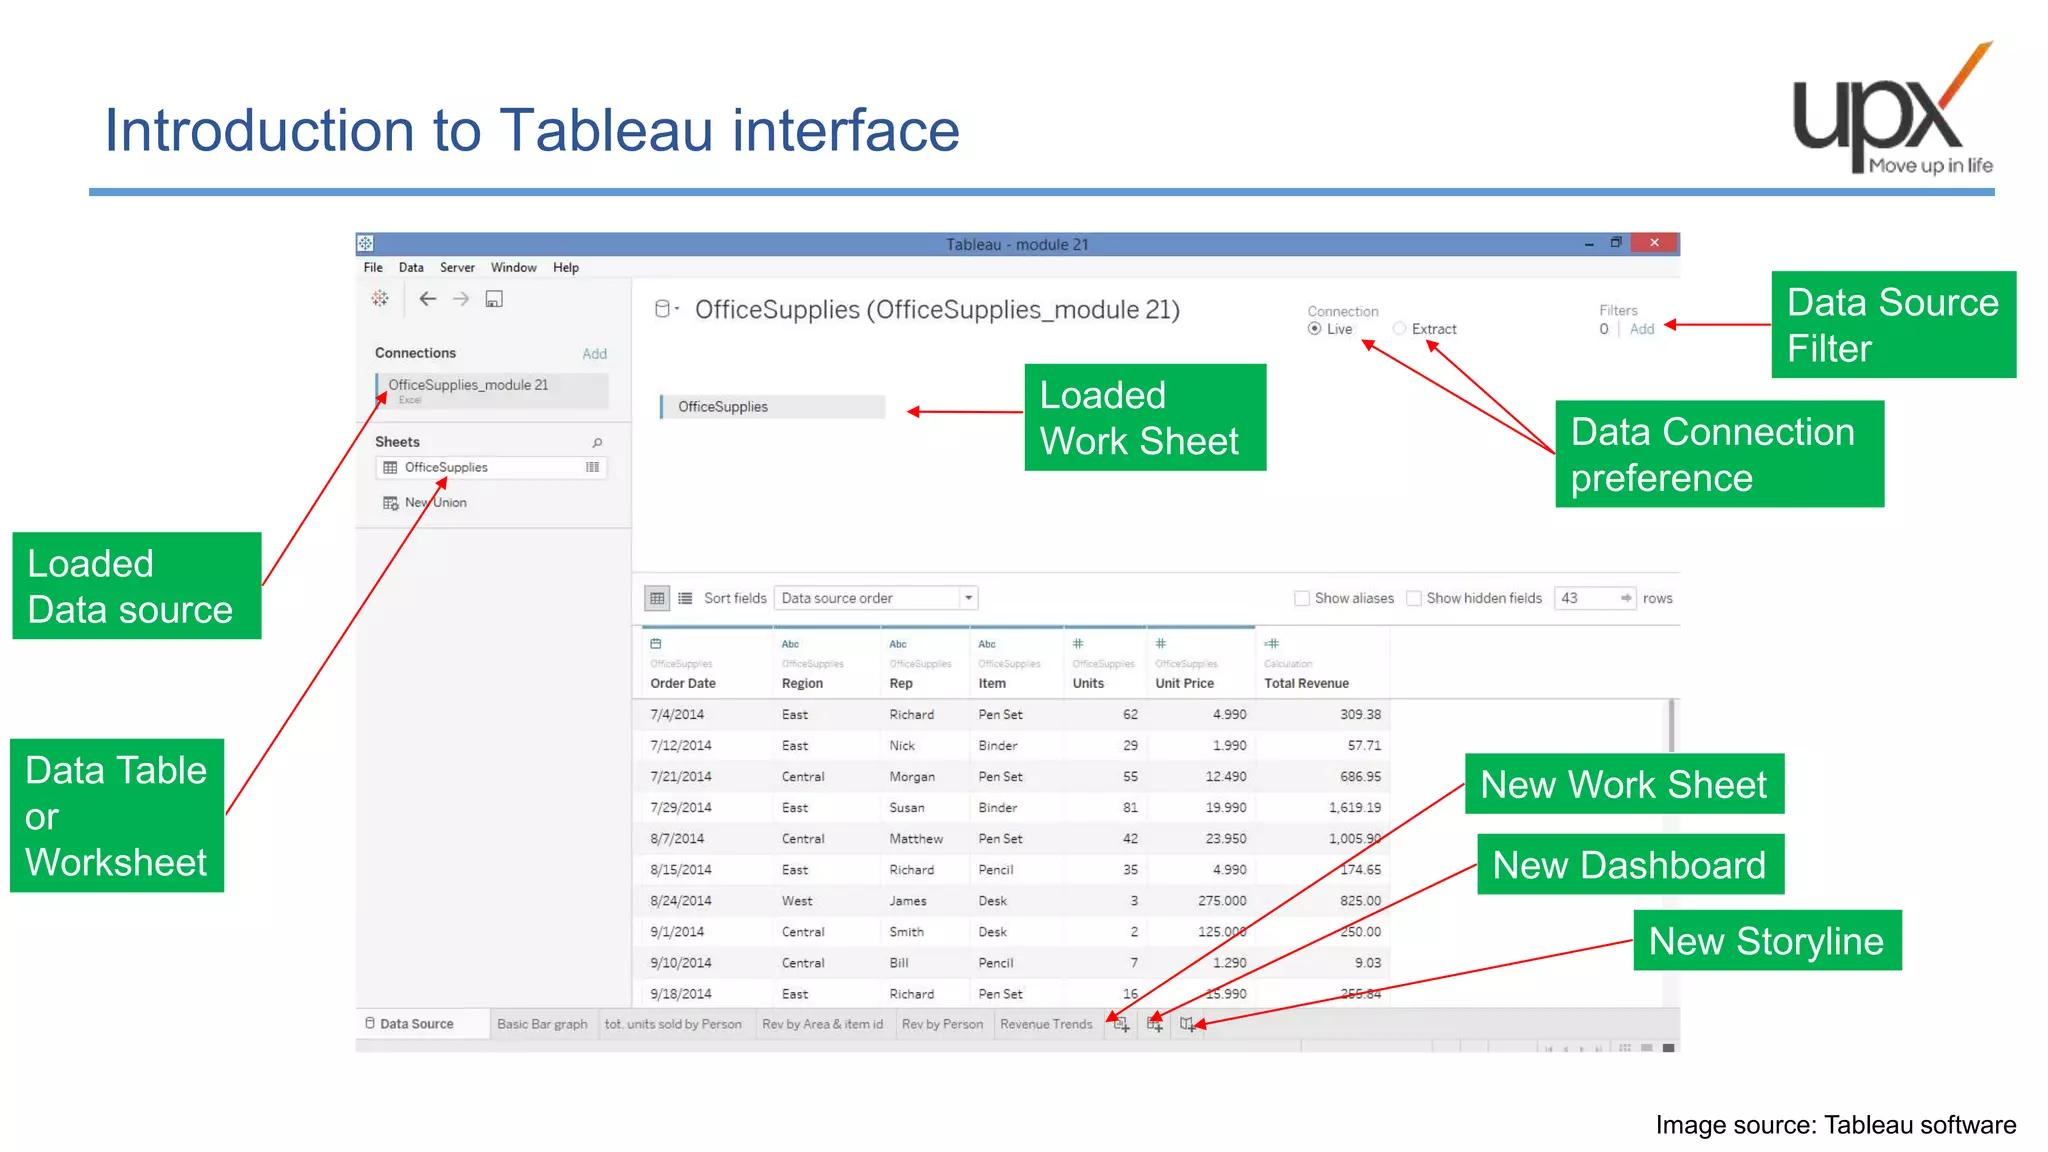 Introduction to Tableau interface
upx
Move up in life
Tableau - module 21
File Data Server Window Help
OfficeSupplies (OfficeSupplies_module 21)
Connection
Live Extract
Filters
0 Add
Data Source
Filter
Connections Add
OfficeSupplies_module 21
Excel
OfficeSupplies
Loaded
Work Sheet
Data Connection
preference
Sheets
OfficeSupplies
New Union
Loaded
Data source
Data Table
or
Worksheet
Sort fields Data source order Show aliases Show hidden fields 43 rows
Abc Abc Abc
OfficeSupplies OfficeSupplies OfficeSupplies OfficeSupplies OfficeSupplies OfficeSupplies Calculation
Order Date Region Rep Item Units Unit Price Total Revenue
7/4/2014 East Richard Pen Set 62 4.990 309.38
7/12/2014 East Nick Binder 29 1.990 57.71
7/21/2014 Central Morgan Pen Set 55 12.490 686.95
7/29/2014 East Susan Binder 81 19.990 1,619.19
8/7/2014 Central Matthew Pen Set 42 23.950 1,005.90
8/15/2014 East Richard Pencil 35 4.990 174.65
8/24/2014 West James Desk 3 275.000 825.00
9/1/2014 Central Smith Desk 2 125.000 250.00
9/10/2014 Central Bill Pencil 7 1.290 9.03
9/18/2014 East Richard Pen Set 16 15.990 255.84
New Work Sheet
New Dashboard
New Storyline
Data Source Basic Bar graph tot. units sold by Person Rev by Area & item id Rev by Person Revenue Trends
Image source: Tableau software